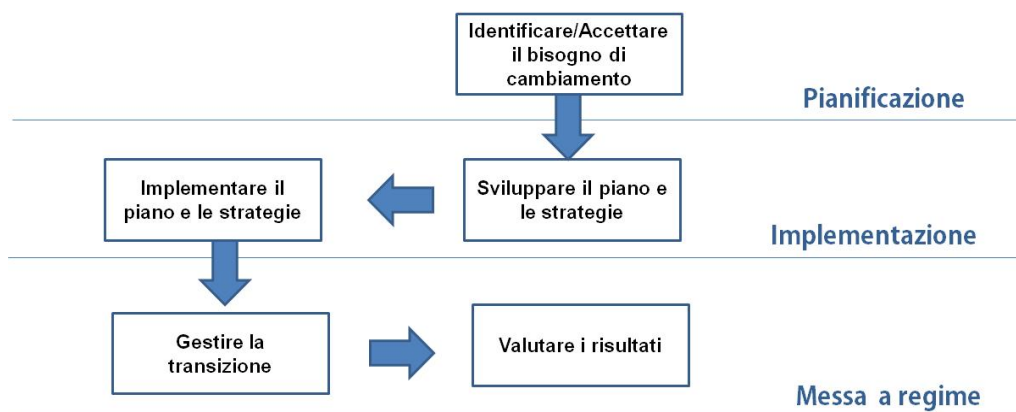 Identificare/Accettare
il bisogno di
cambiamento
Pianificazione
Implementare il
piano e le strategie
Sviluppare il piano e
le strategie
Implementazione
Gestire la
transizione
Valutare i risultati
Messa a regime